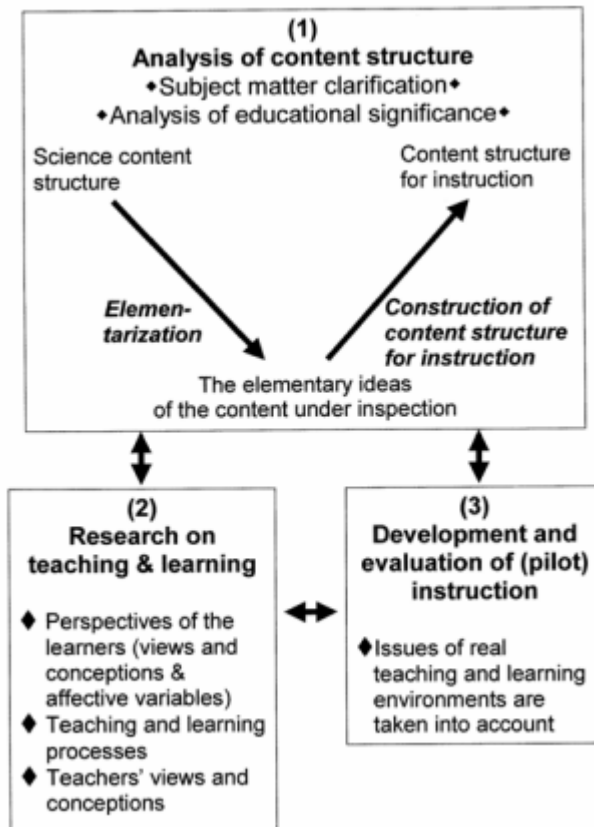 (1)
Analysis of content structure
◆Subject matter clarification◆
◆Analysis of educational significance◆
Science content
structure
Content structure
for instruction
Elemen-
tarization
Construction of
content structure
for instruction
The elementary ideas
of the content under inspection
(2)
Research on
teaching & learning
◆ Perspectives of the
learners (views and
conceptions &
affective variables)
◆ Teaching and learning
processes
◆ Teachers' views and
conceptions
(3)
Development and
evaluation of (pilot)
instruction
◆Issues of real
teaching and learning
environments are
taken into account